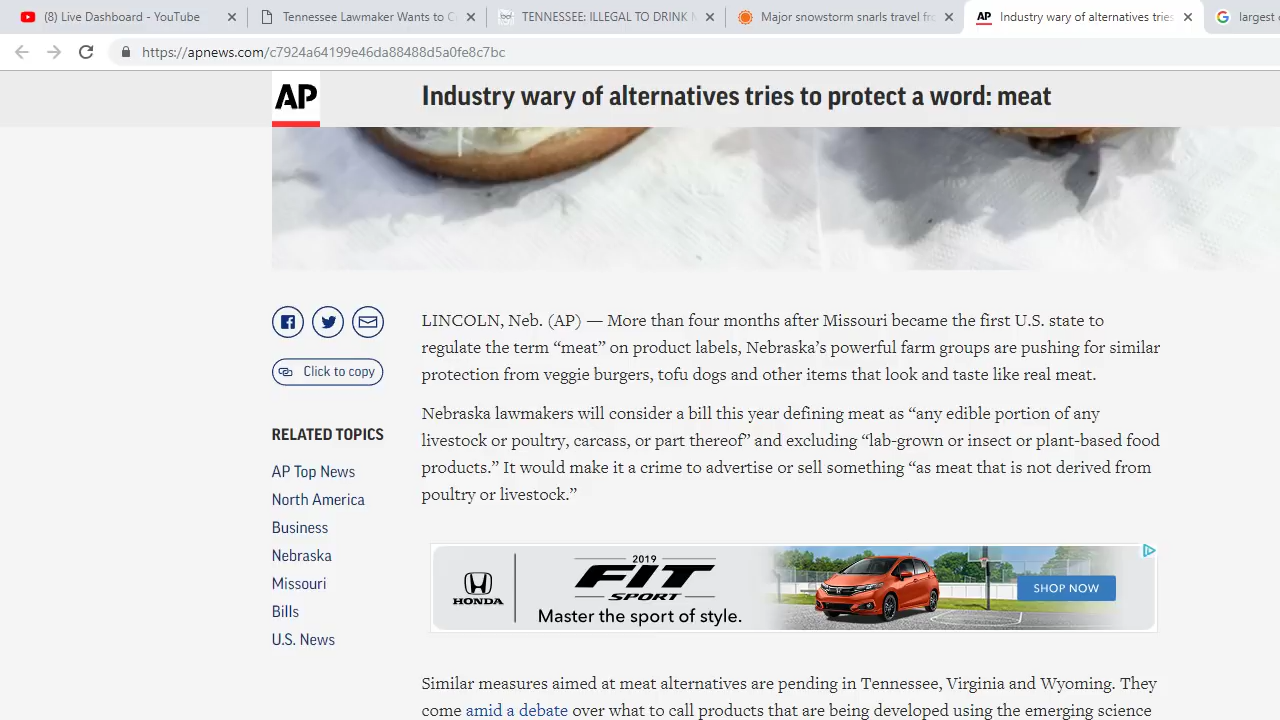 (8) Live Dashboard - YouTube
Tennessee Lawmaker Wants to C
TENNESSEE: ILLEGAL TO DRINK
Major snowstorm snarls travel fr
AP Industry wary of alternatives tries
largest
https://apnews.com/c7924a64199e46da88488d5a0fe8c7bc
AP
Industry wary of alternatives tries to protect a word: meat
LINCOLN, Neb. (AP) — More than four months after Missouri became the first U.S. state to
regulate the term “meat” on product labels, Nebraska’s powerful farm groups are pushing for similar
protection from veggie burgers, tofu dogs and other items that look and taste like real meat.
Click to copy
Nebraska lawmakers will consider a bill this year defining meat as “any edible portion of any
livestock or poultry, carcass, or part thereof” and excluding “lab-grown or insect or plant-based food
products.” It would make it a crime to advertise or sell something “as meat that is not derived from
poultry or livestock.”
RELATED TOPICS
AP Top News
North America
Business
Nebraska
Missouri
Bills
U.S. News
HONDA
2019
FIT
SPORT
Master the sport of style.
SHOP NOW
Similar measures aimed at meat alternatives are pending in Tennessee, Virginia and Wyoming. They
come amid a debate over what to call products that are being developed using the emerging science